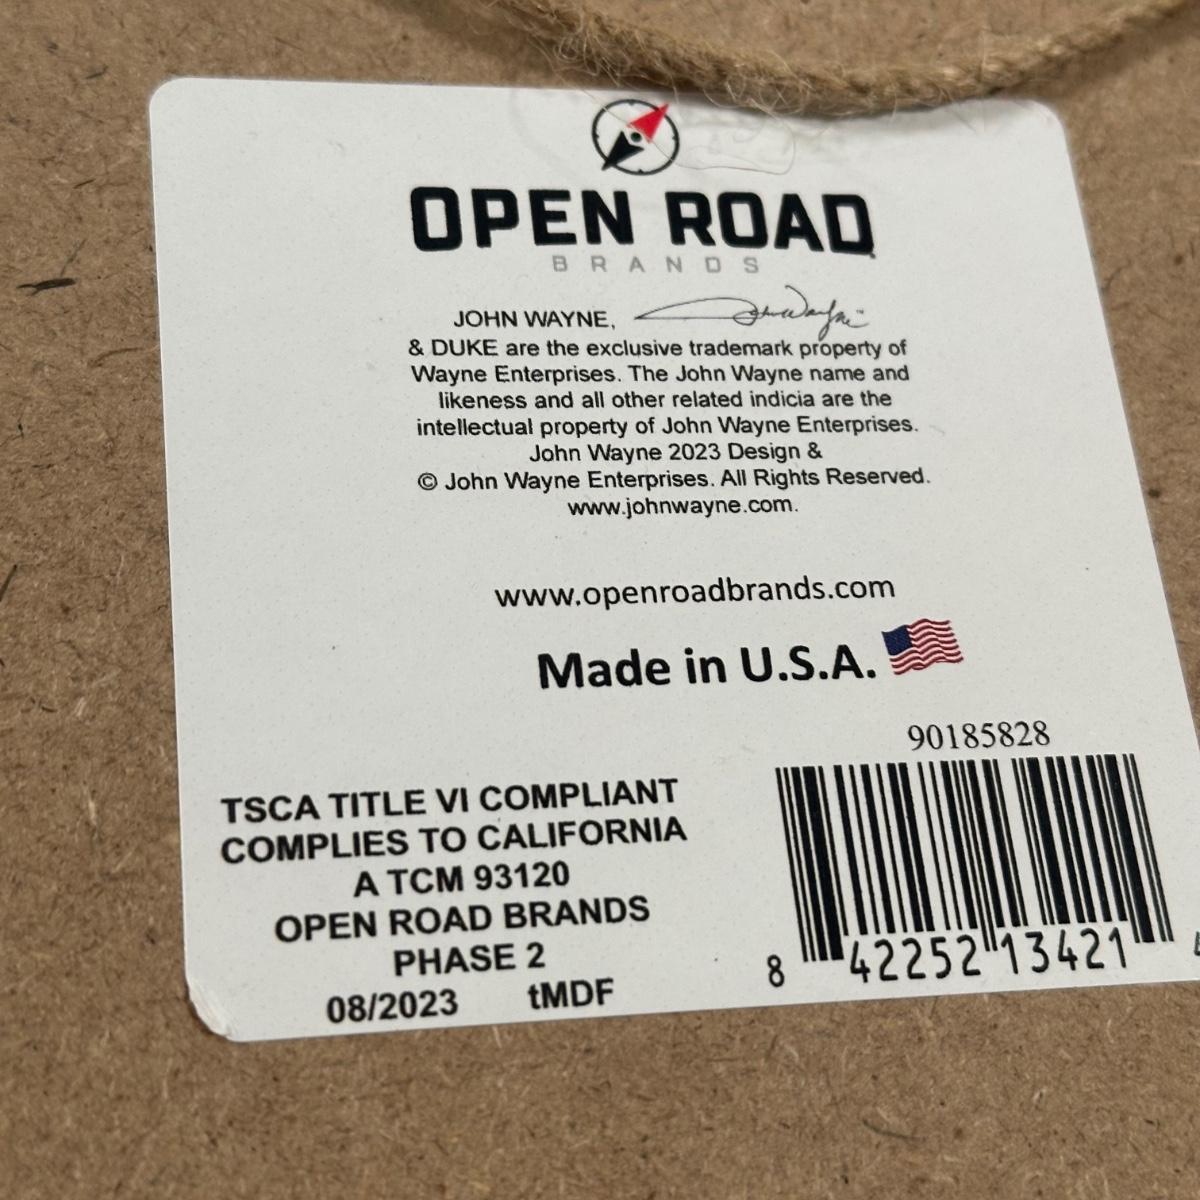 OPEN ROAD
BRANDS
JOHN WAYNE, John Wayne
& DUKE are the exclusive trademark property of
Wayne Enterprises. The John Wayne name and
likeness and all other related indicia are the
intellectual property of John Wayne Enterprises.
John Wayne 2023 Design &
© John Wayne Enterprises. All Rights Reserved.
www.johnwayne.com.
www.openroadbrands.com
Made in U.S.A.
90185828
TSCA TITLE VI COMPLIANT
COMPLIES TO CALIFORNIA
A TCM 93120
OPEN ROAD BRANDS
PHASE 2
08/2023 tMDF
8 42252 13421